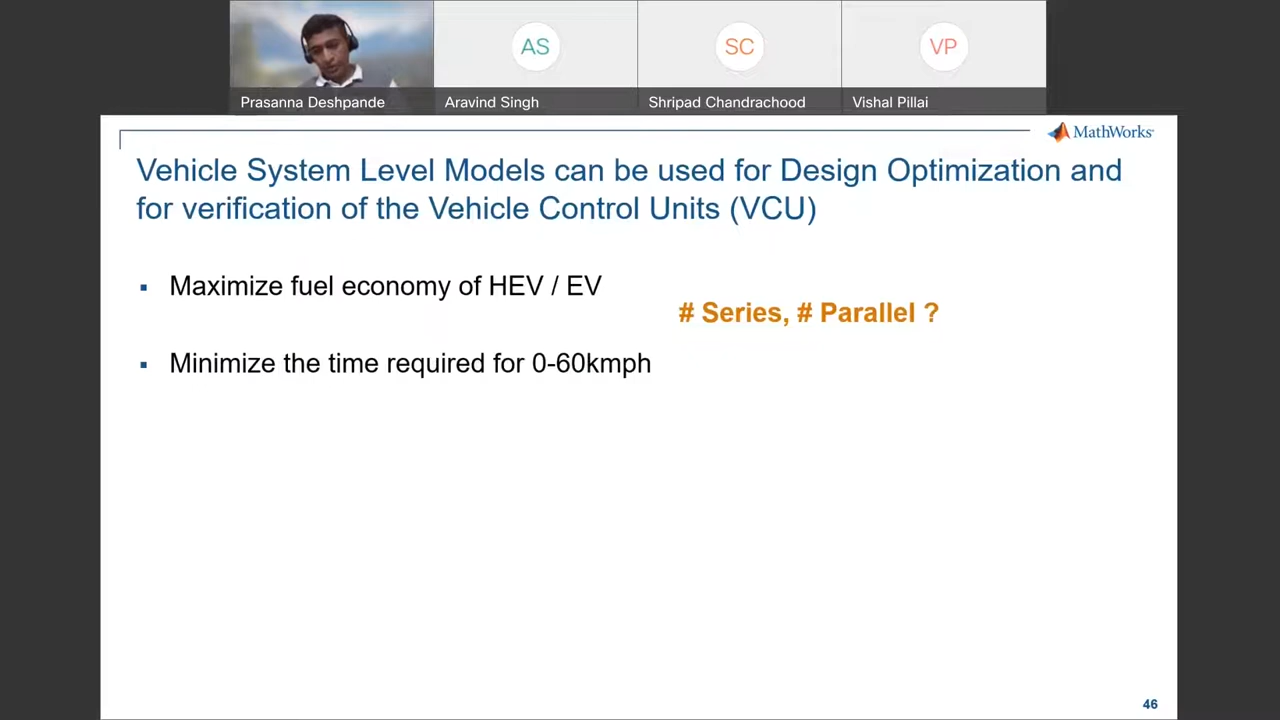 AS
SC
VP
Prasanna Deshpande
Aravind Singh
Shripad Chandrachood
Vishal Pillai
MathWorks
Vehicle System Level Models can be used for Design Optimization and
for verification of the Vehicle Control Units (VCU)
▪ Maximize fuel economy of HEV / EV
# Series, # Parallel ?
▪ Minimize the time required for 0-60kmph
46